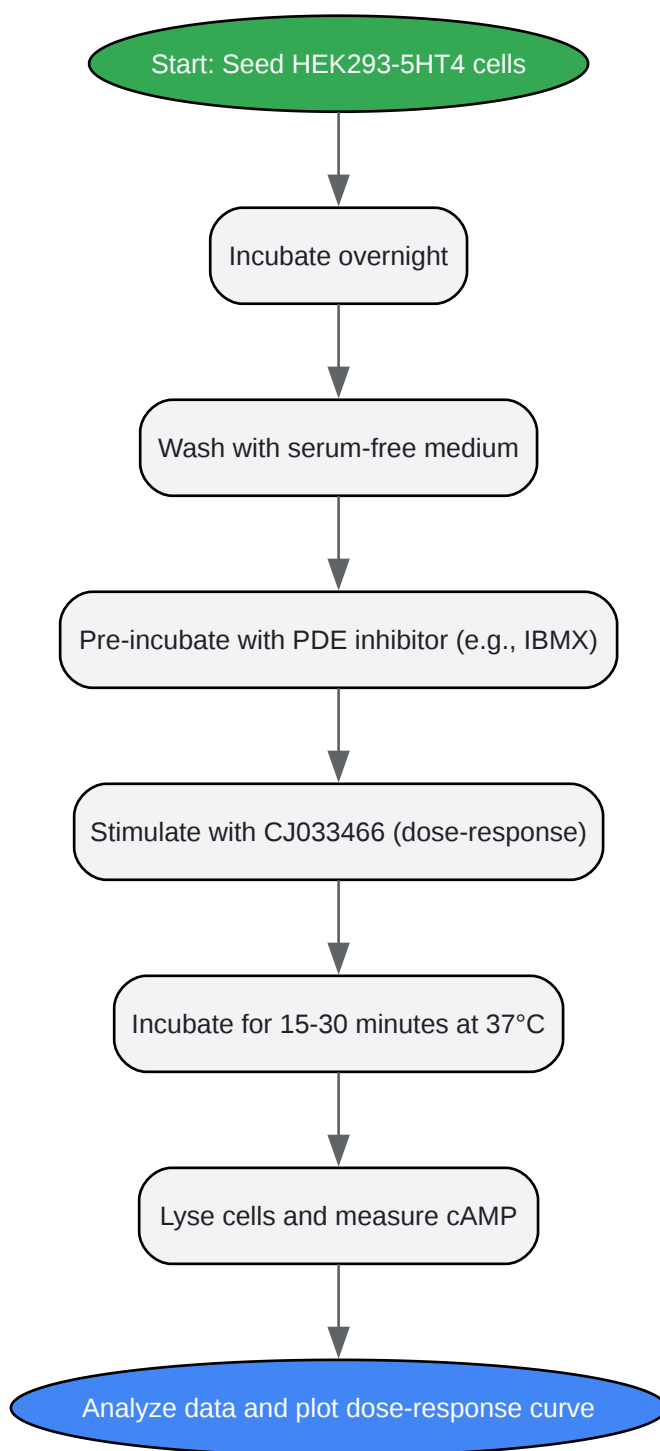 Start: Seed HEK293-5HT4 cells
Incubate overnight
Wash with serum-free medium
Pre-incubate with PDE inhibitor (e.g., IBMX)
Stimulate with CJ033466 (dose-response)
Incubate for 15-30 minutes at 37°C
Lyse cells and measure cAMP
Analyze data and plot dose-response curve